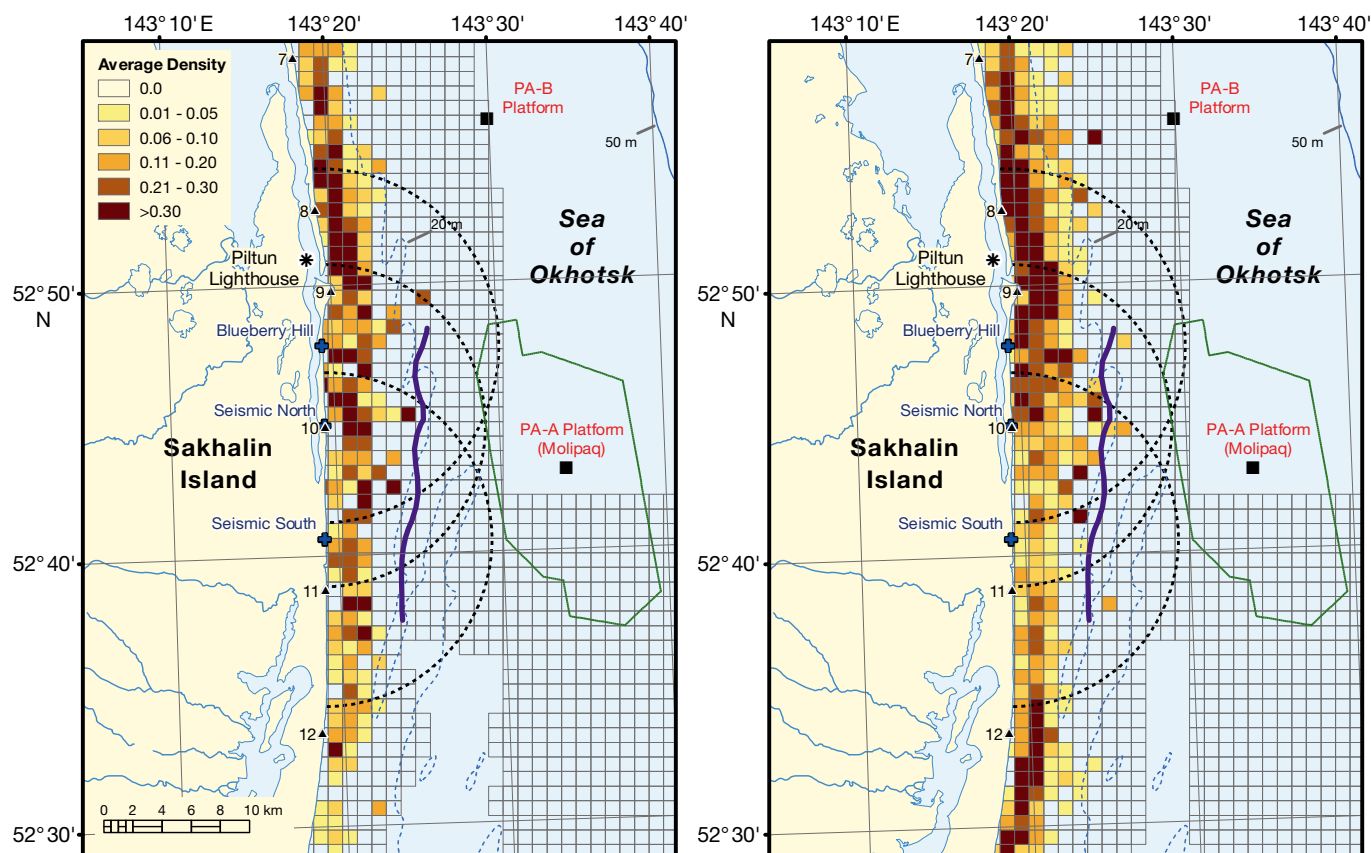 143°10'
143°20'
143°30'
143°40'
Average Density
0.0
0.01 - 0.05
0.06 - 0.10
0.11 - 0.20
0.21 - 0.30
>0.30
7
PA-B
Platform
50 m
8
20 m
Sea
of
Okhotsk
Piltun
Lighthouse
52°50'
N
9
Blueberry Hill
Seismic North
10
PA-A Platform
(Molipaq)
Sakhalin
Island
Seismic South
52°40'
11
12
0 2 4 6 8 10 km
52°30'
143°10'
143°20'
143°30'
143°40'
7
PA-B
Platform
50 m
8
20 m
Sea
of
Okhotsk
Piltun
Lighthouse
52°50'
N
9
Blueberry Hill
Seismic North
10
PA-A Platform
(Molipaq)
Sakhalin
Island
Seismic South
52°40'
11
12
52°30'